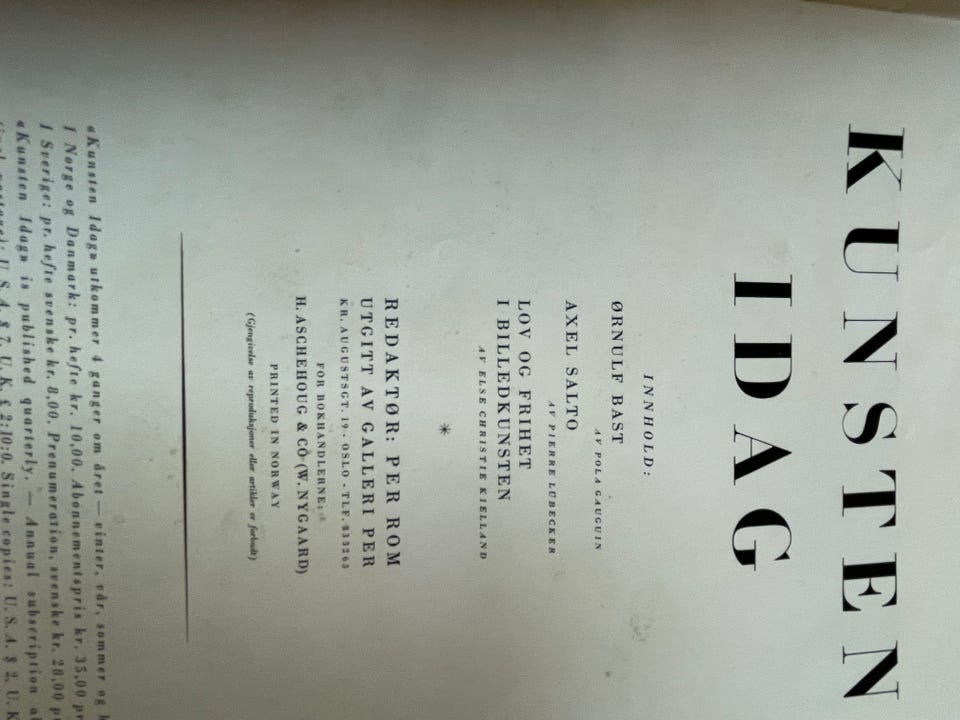 KUNSTEN
IDAG
INNHOLD:
ØRNULF BAST
AV POLA GAUGUIN
AXEL SALTO
AV PIERRE LÜBECKER
LOV OG FRIHET
I BILLEDKUNSTEN
AV ELSE CHRISTIE KIELLAND
*
REDAKTØR: PER ROM
UTGITT AV GALLERI PER
KR. AUGUSTSGT. 19 · OSLO · TLF. 333263
FOR BOKHANDLERNE:
H. ASCHEHOUG & CO (W. NYGAARD)
PRINTED IN NORWAY
(Gjengivelse av reproduksjoner eller artikler er forbudt)
«Kunsten Idag» utkommer 4 ganger om året — vinter, vår, sommer og
I Norge og Danmark: pr. hefte kr. 10,00. Abonnementspris kr. 35,00
I Sverige: pr. hefte svenske kr. 8,00. Prenumeration, svenske kr. 28,00
«Kunsten Idag» is published quarterly. — Annual subscription
U.S.A. $ 7, U.K. £ 2:10:0. Single copies: U.S.A. $ 2, U.K